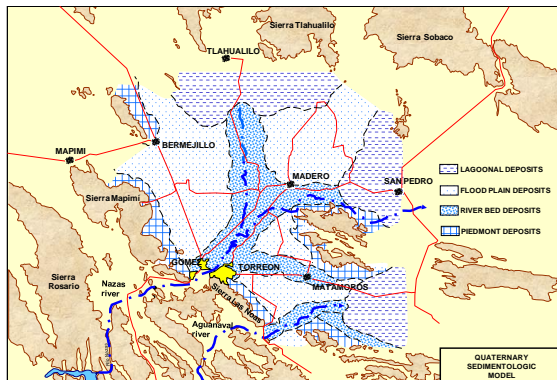 Sierra Tlahualilo
Sierra Sobaco
TLAHUALILO
BERMEJILLO
MAPIMI
MADERO
SAN PEDRO
LAGOONAL DEPOSITS
FLOOD PLAIN DEPOSITS
RIVER BED DEPOSITS
PIEDMONT DEPOSITS
Sierra Mapimi
GOMEZ
TORREON
MATAMOROS
Sierra
Rosario
Nazas
river
Sierra Las Noas
Aguanaval
river
QUATERNARY
SEDIMENTOLOGIC
MODEL